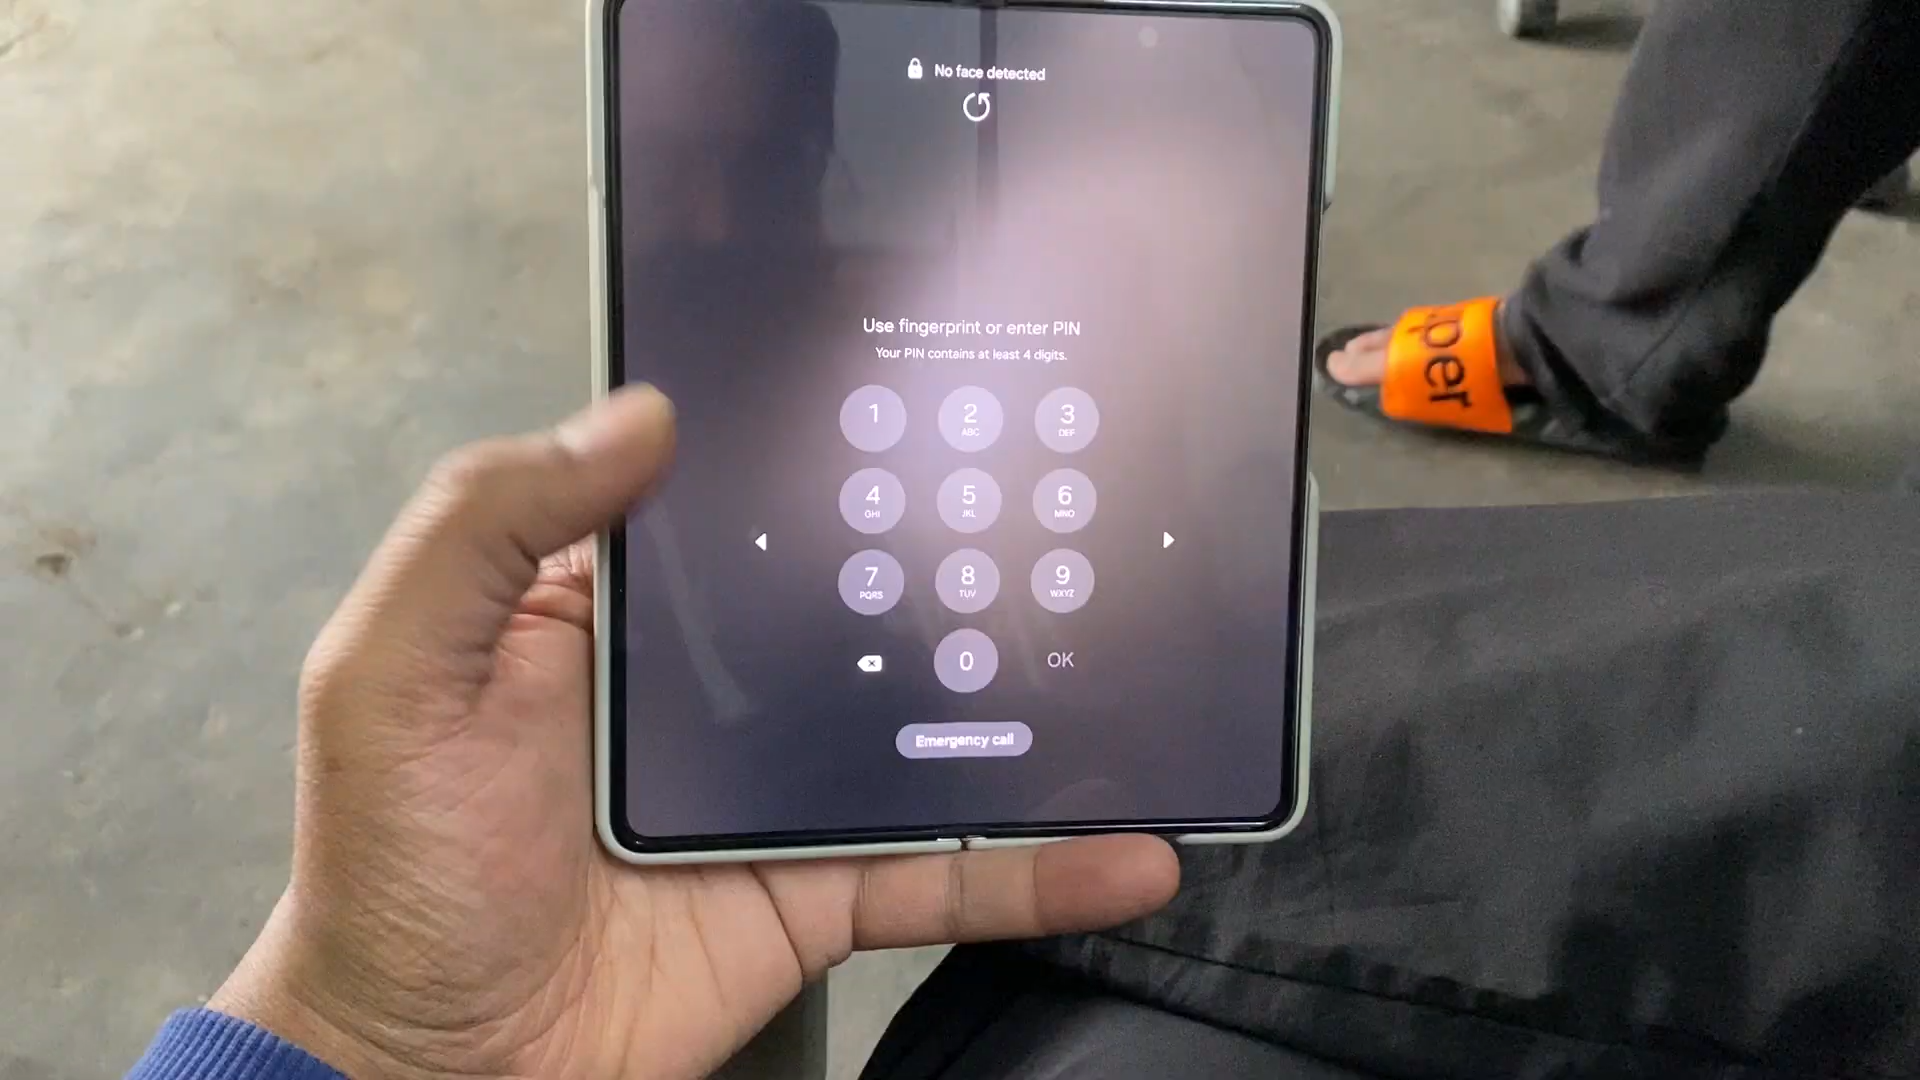 No face detected
Use fingerprint or enter PIN
Your PIN contains at least 4 digits.
1
2
ABC
3
DEF
4
GHI
5
JKL
6
MNO
7
PQRS
8
TUV
9
WXYZ
0
OK
Emergency call
per